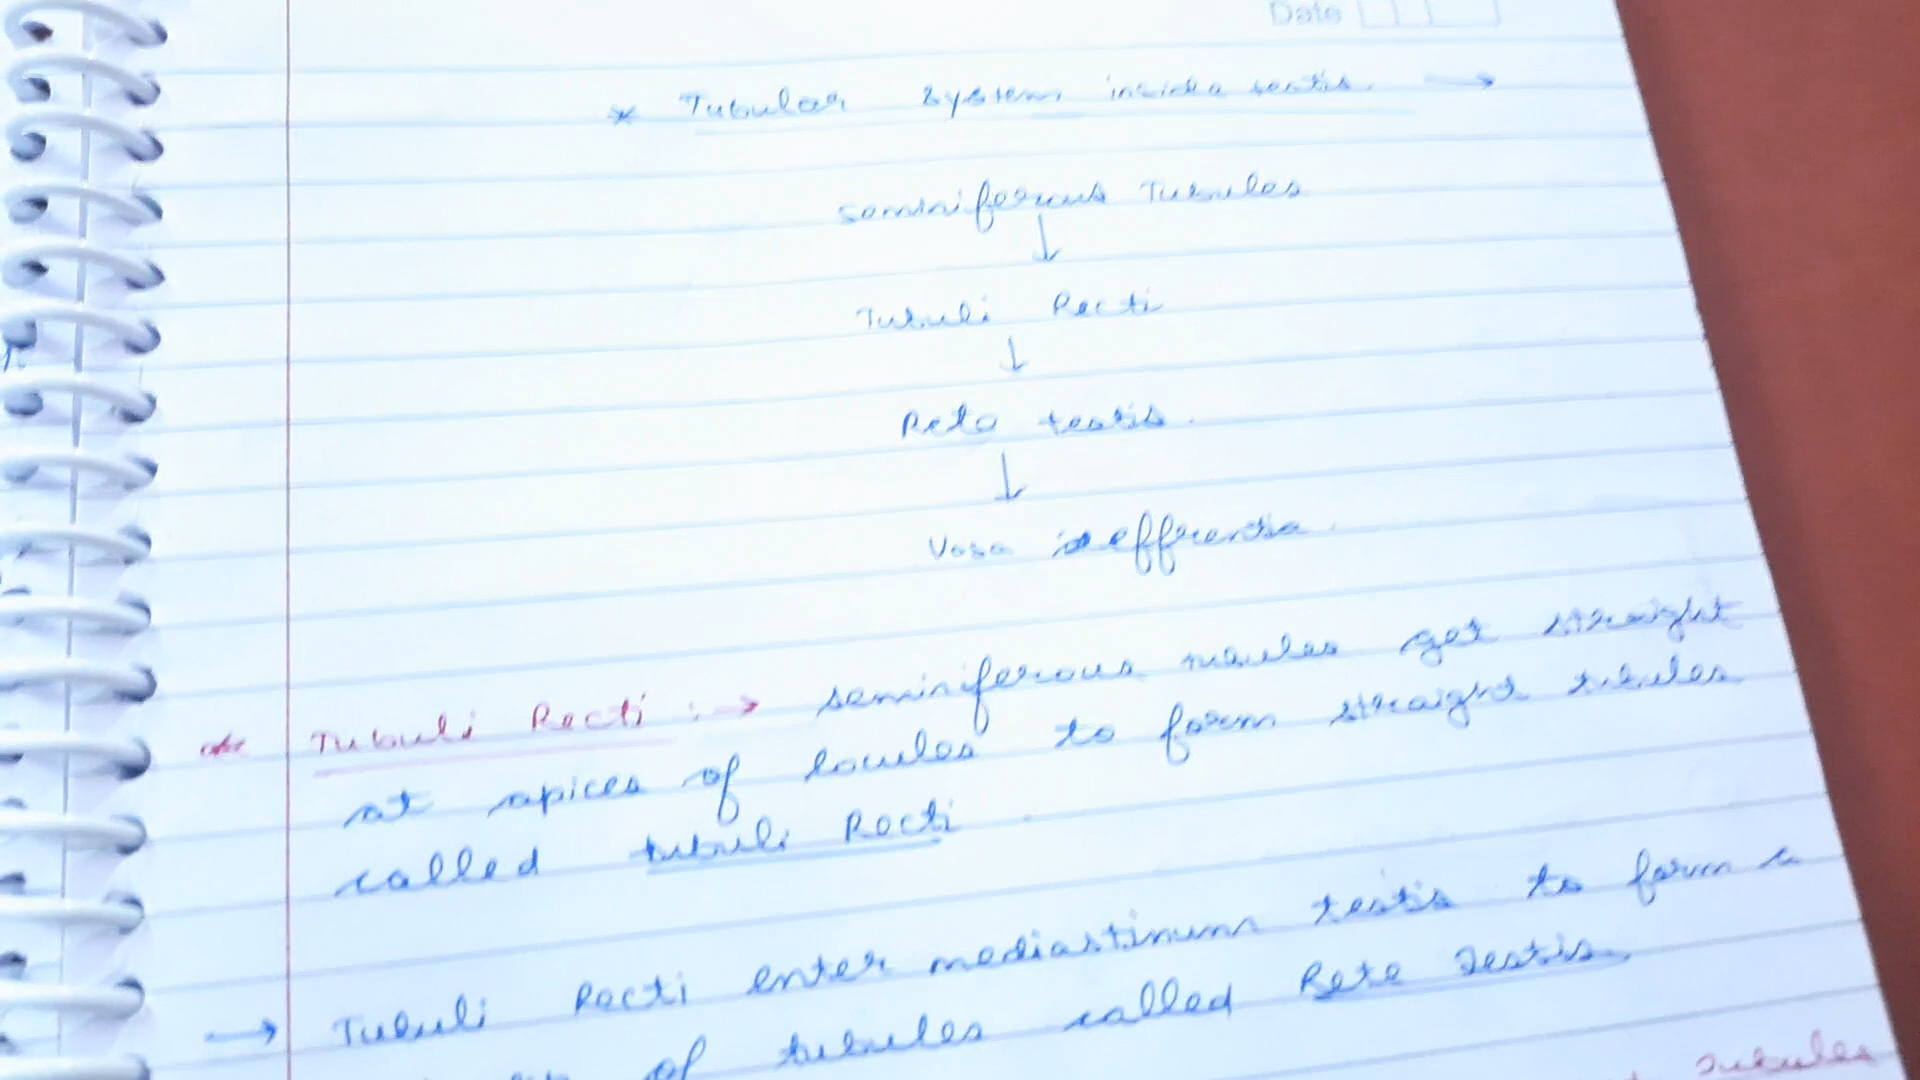 Date
* Tubular System inside testis. →
seminiferous Tubules
↓
Tubuli Recti
↓
Rete testis.
↓
Vasa efferentia.
Tubuli Recti :→ seminiferous tubules get straight
at apices of locules to form straight tubules
called tubuli Recti.
→ Tubuli Recti enter mediastinum testis to form a
of tubules called Rete Testis.
Tubules